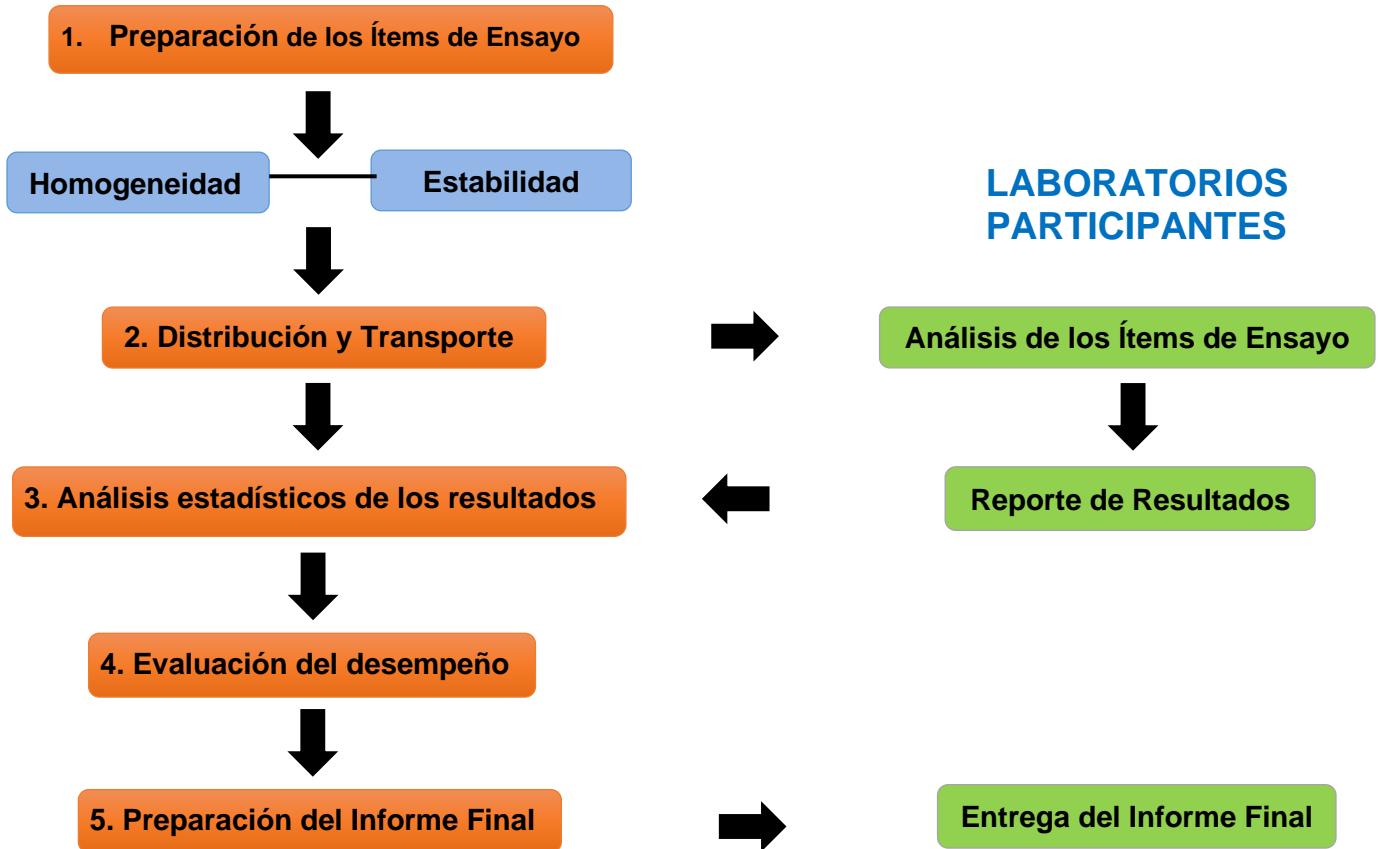 1. Preparación de los Ítems de Ensayo
Homogeneidad
Estabilidad
LABORATORIOS
PARTICIPANTES
2. Distribución y Transporte
Análisis de los Ítems de Ensayo
3. Análisis estadísticos de los resultados
Reporte de Resultados
4. Evaluación del desempeño
5. Preparación del Informe Final
Entrega del Informe Final